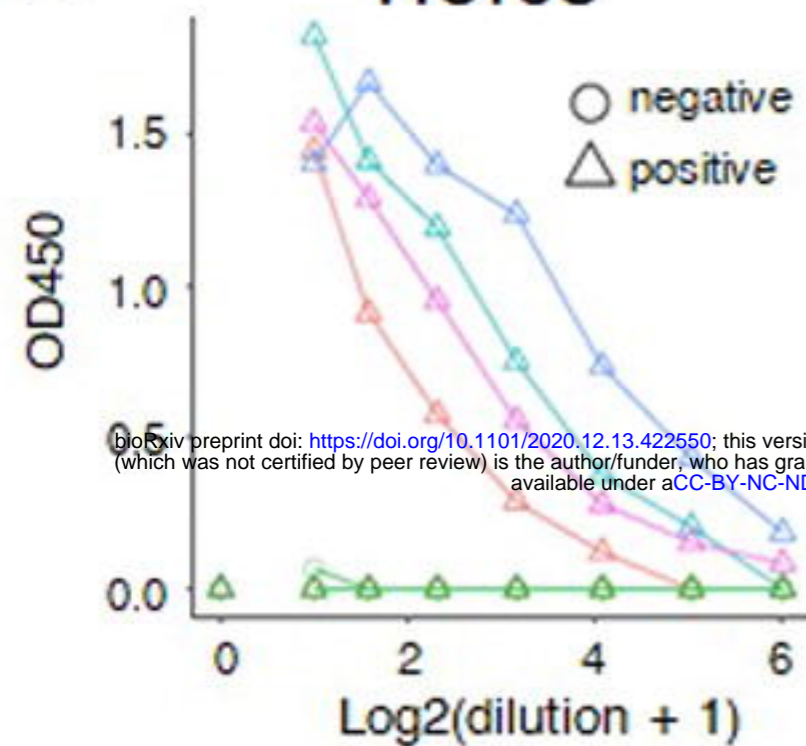 1.5
1.0
0.5
0.0
OD450
negative
positive
bioRxiv preprint doi: https://doi.org/10.1101/2020.12.13.422550; this versi
(which was not certified by peer review) is the author/funder, who has gra
available under aCC-BY-NC-ND
0 2 4 6
Log2(dilution + 1)